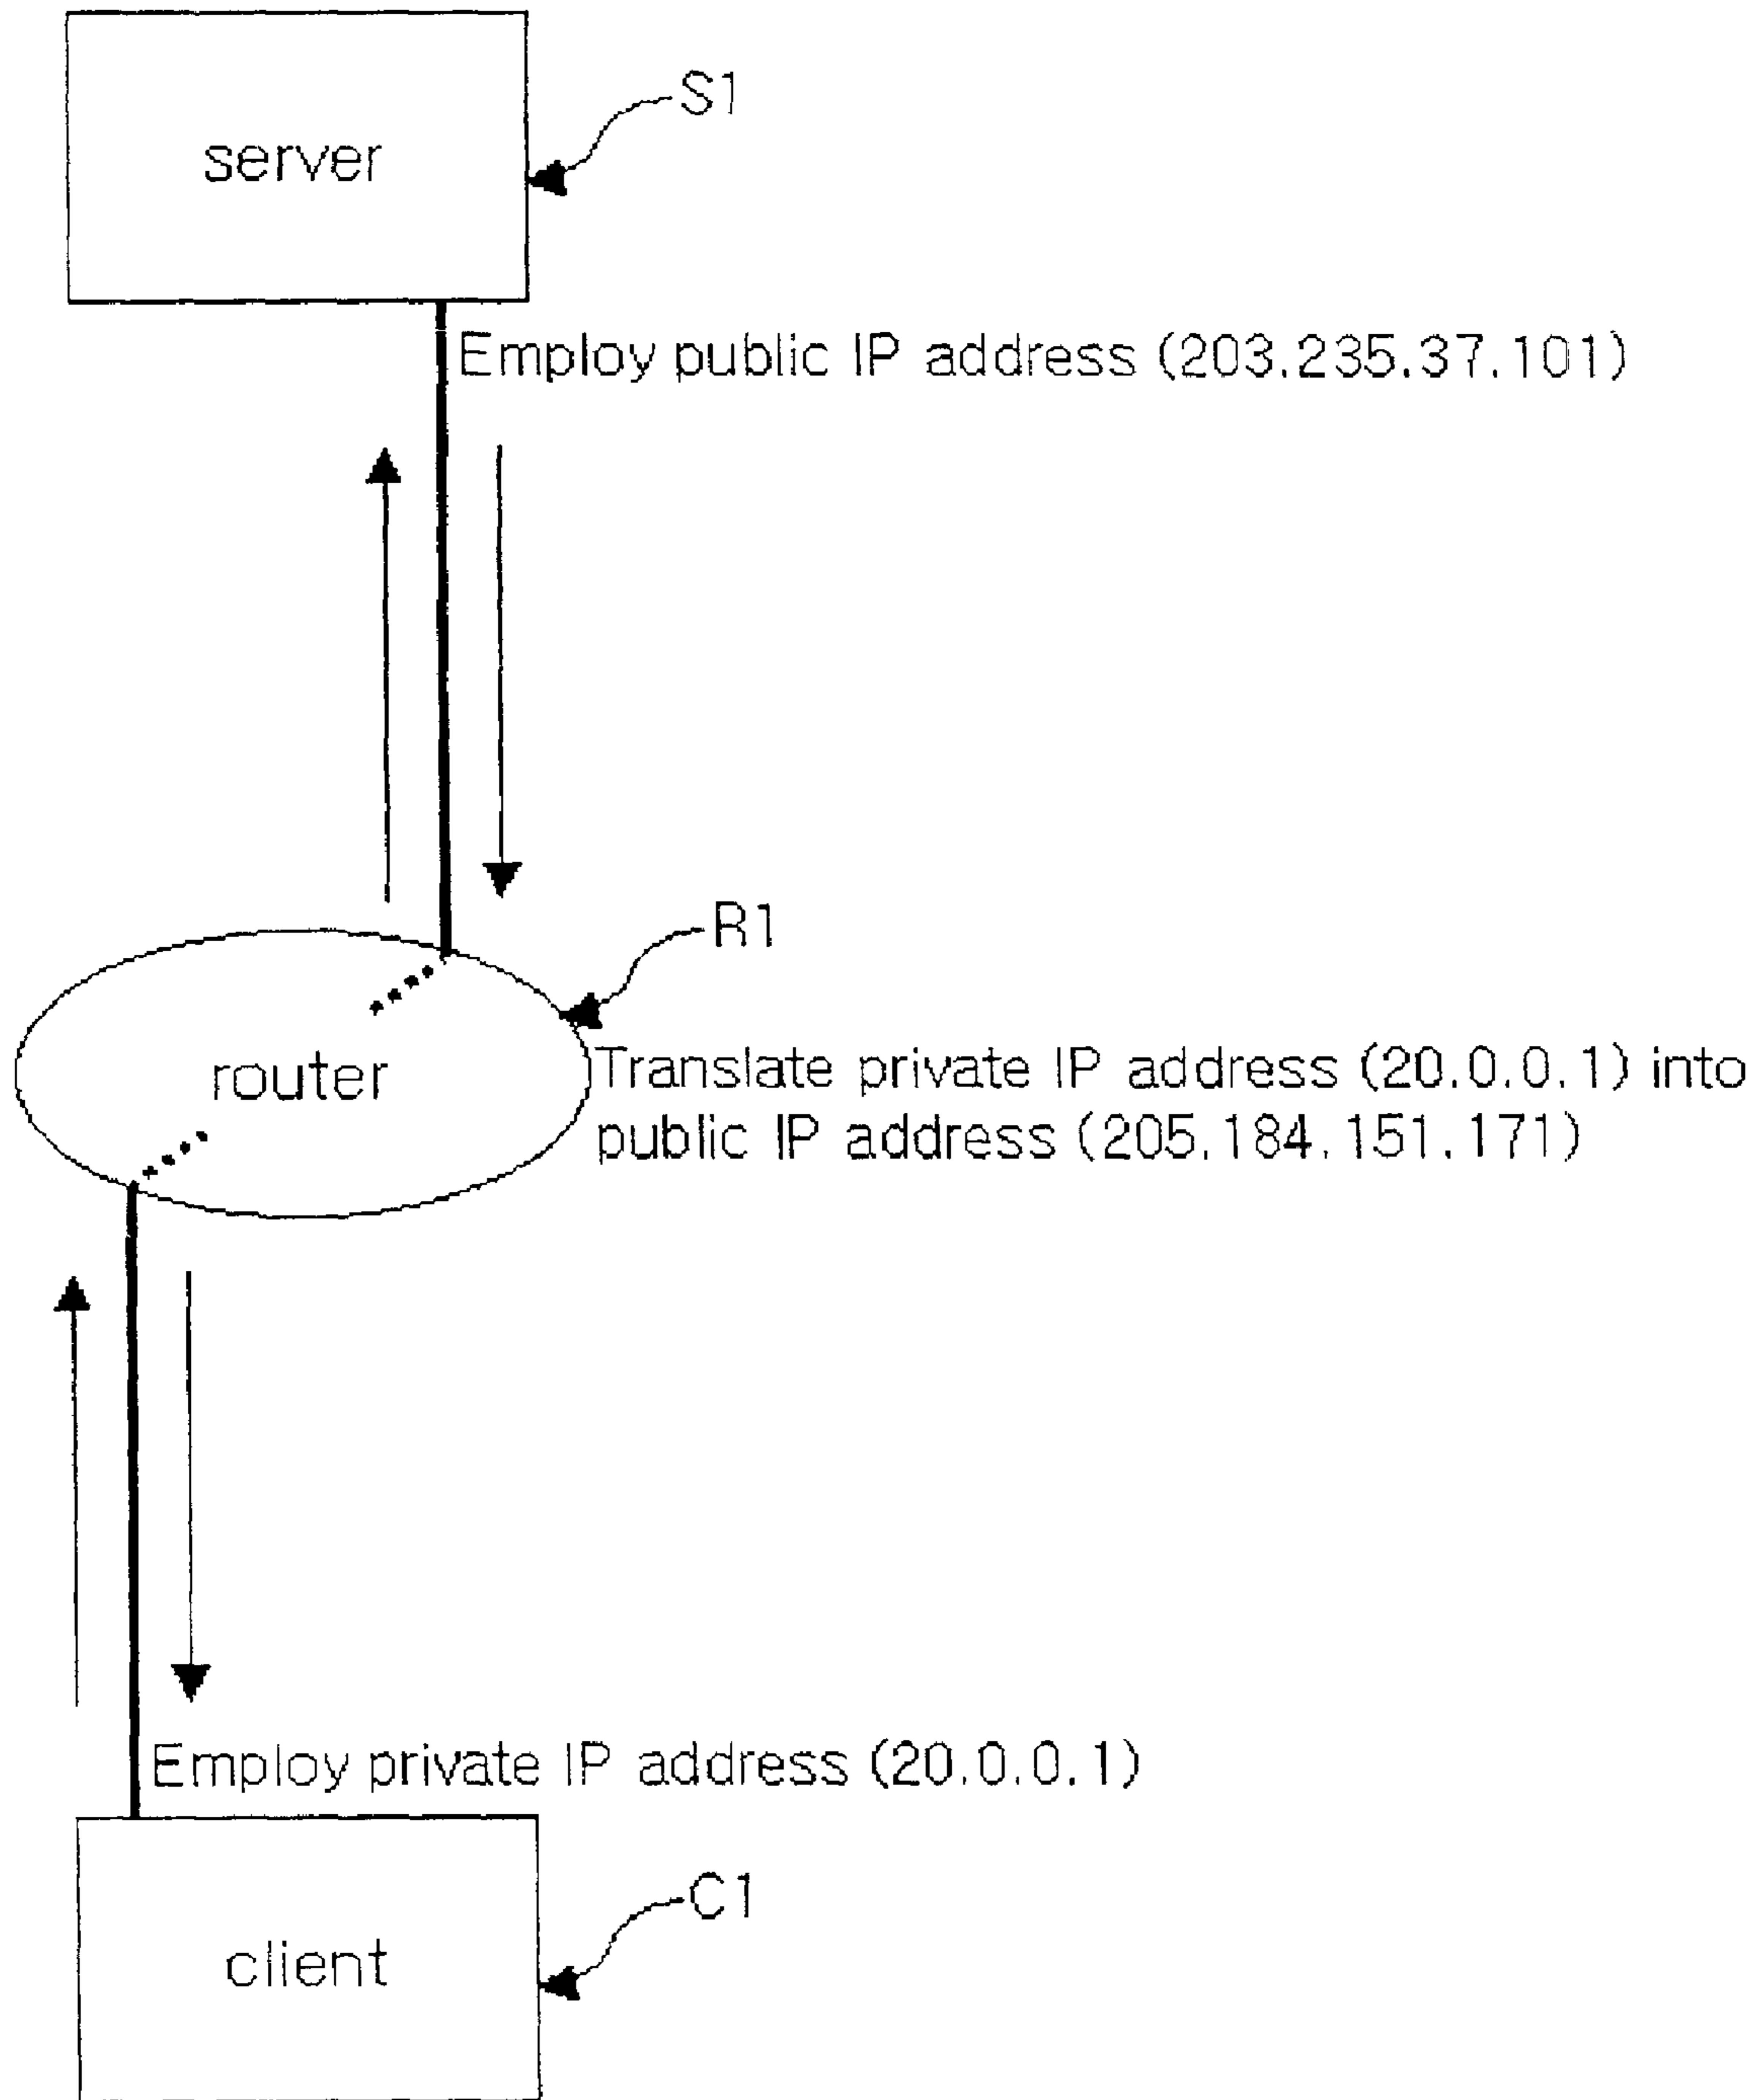 server
S1
Employ public IP address (203.235.37.101)
R1
router
Translate private IP address (20.0.0.1) into
public IP address (205.184.151.171)
Employ private IP address (20.0.0.1)
C1
client